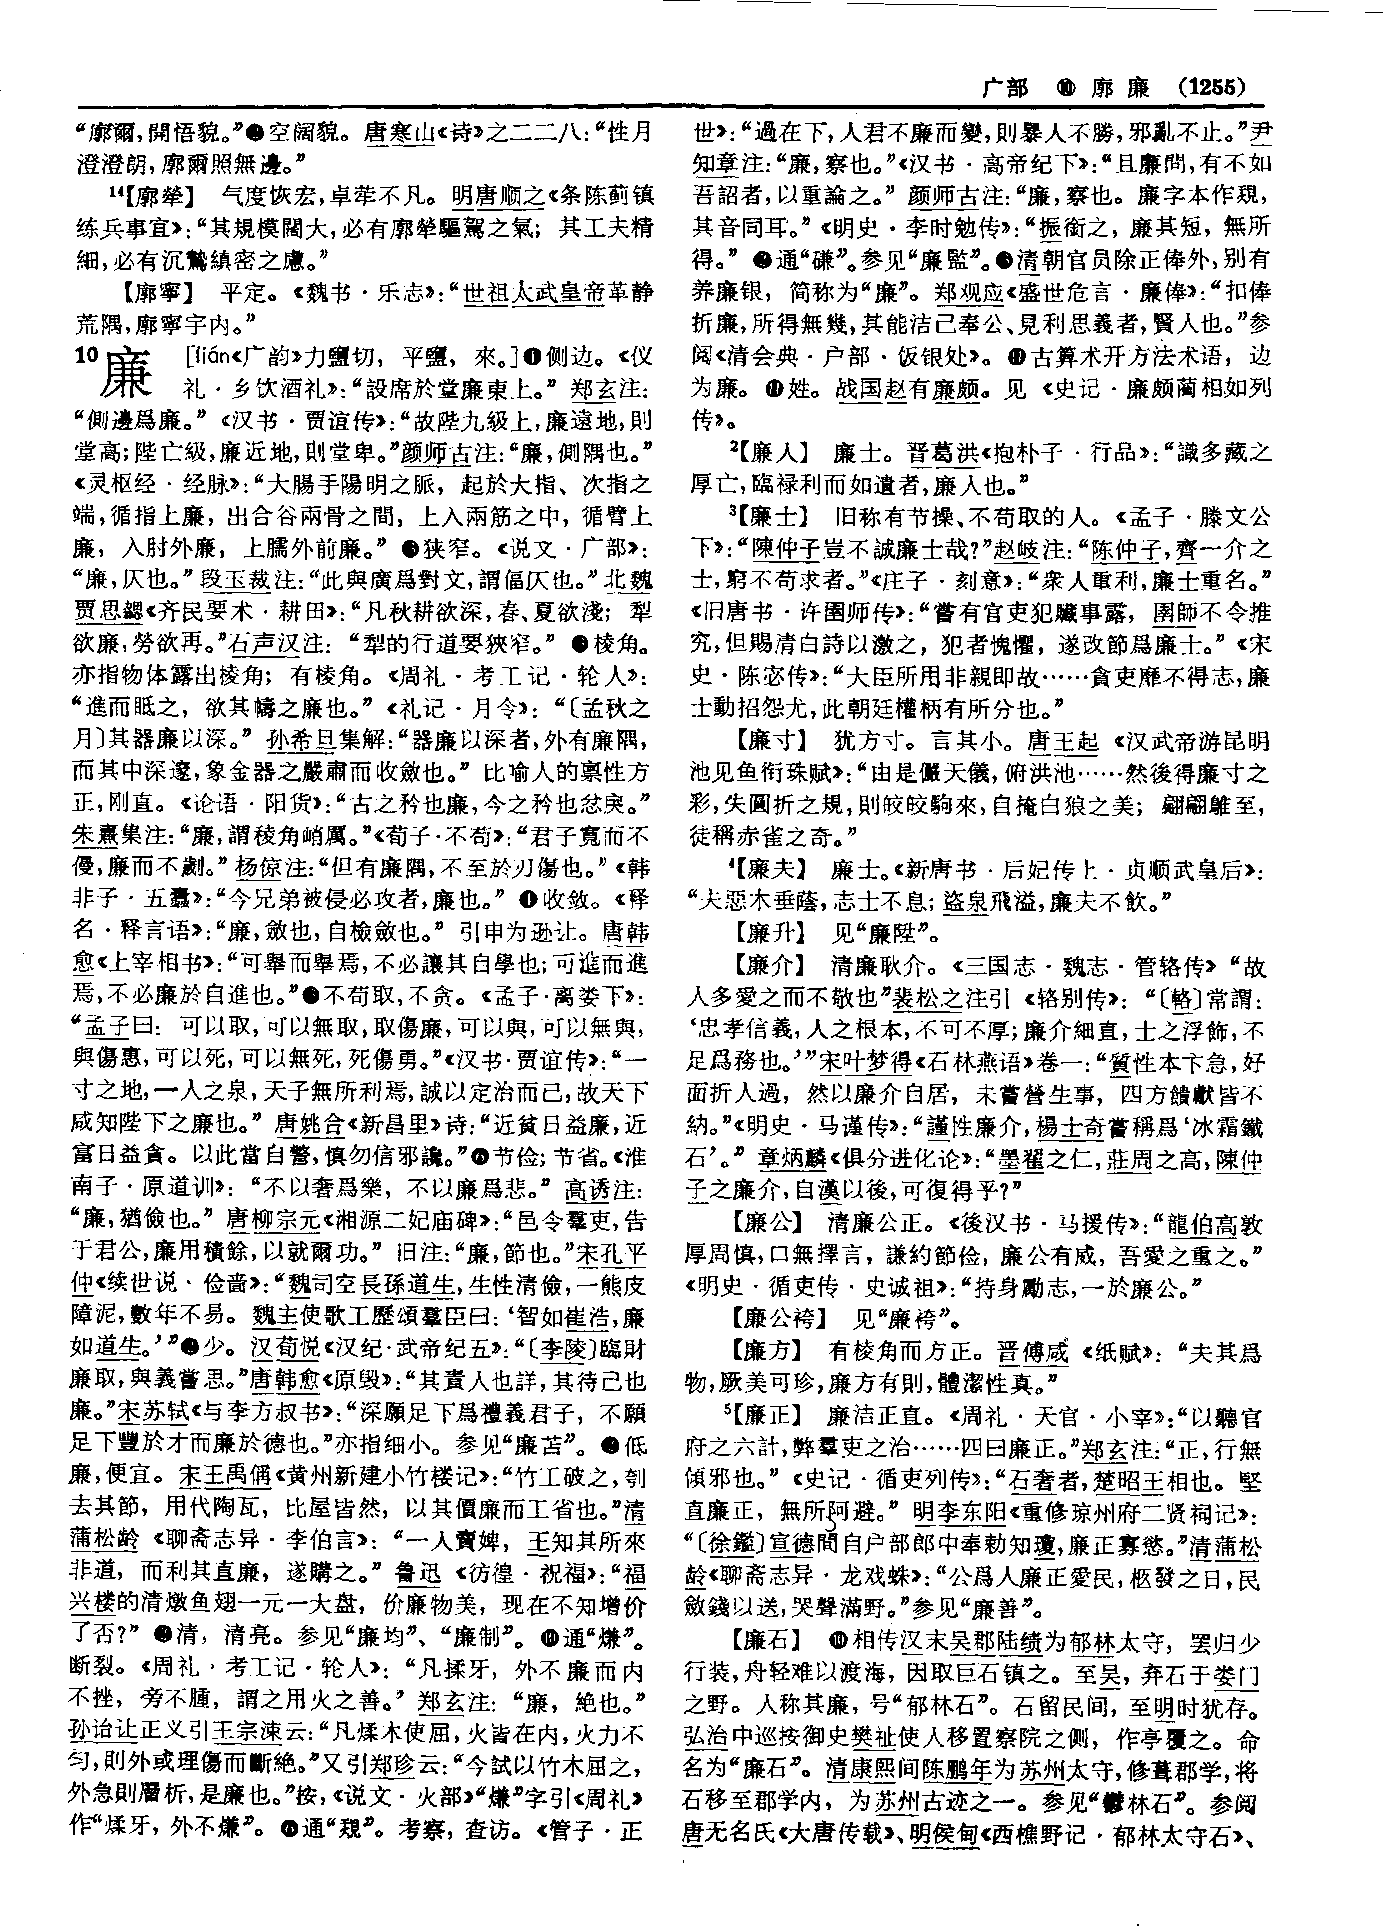 广部 ⑩ 廓 廉 (1255)
“廓爾，開悟貌。”❷空闊貌。唐寒山《诗》之二二八：“性月
澄澄朗，廓爾照無邊。”
14【廓犖】 气度恢宏，卓荦不凡。明唐顺之《条陈蓟镇
练兵事宜》：“其規模闊大，必有廓犖驅駕之氣；其工夫精
細，必有沉鷙縝密之慮。”
【廓寧】 平定。《魏书·乐志》：“世祖太武皇帝革静
荒隅，廓寧宇内。”
10廉 [lián《广韵》力鹽切，平鹽，來。]❶侧边。《仪
礼·乡饮酒礼》：“設席於堂廉東上。”郑玄注：
“側邊爲廉。”《汉书·贾谊传》：“故陛九級上，廉遠地，則
堂高；陛亡級，廉近地，則堂卑。”颜师古注：“廉，側隅也。”
《灵枢经·经脉》：“大腸手陽明之脈，起於大指、次指之
端，循指上廉，出合谷兩骨之間，上入兩筋之中，循臂上
廉，入肘外廉，上臑外前廉。”❷狭窄。《说文·广部》：
“廉，仄也。”段玉裁注：“此與廣爲對文，謂偪仄也。”北魏
贾思勰《齐民要术·耕田》：“凡秋耕欲深，春、夏欲淺；犁
欲廉，勞欲再。”石声汉注：“犁的行道要狹窄。”❸棱角。
亦指物体露出棱角；有棱角。《周礼·考工记·轮人》：
“進而眂之，欲其幬之廉也。”《礼记·月令》：“〔孟秋之
月〕其器廉以深。”孙希旦集解：“器廉以深者，外有廉隅，
而其中深邃，象金器之嚴肅而收斂也。”比喻人的禀性方
正，刚直。《论语·阳货》：“古之矜也廉，今之矜也忿戾。”
朱熹集注：“廉，謂稜角峭厲。”《荀子·不苟》：“君子寬而不
僈，廉而不劌。”杨倞注：“但有廉隅，不至於刃傷也。”《韩
非子·五蠹》：“今兄弟被侵必攻者，廉也。”❹收敛。《释
名·释言语》：“廉，斂也，自檢斂也。”引申为逊让。唐韩
愈《上宰相书》：“可舉而舉焉，不必讓其自舉也；可進而進
焉，不必廉於自進也。”❺不苟取，不贪。《孟子·离娄下》：
“孟子曰：可以取，可以無取，取傷廉，可以與，可以無與，
與傷惠，可以死，可以無死，死傷勇。”《汉书·贾谊传》：“一
寸之地，一人之泉，天子無所利焉，誠以定治而已，故天下
咸知陛下之廉也。”唐姚合《新昌里》诗：“近貧日益廉，近
富日益貪。以此當自警，慎勿信邪讒。”❻节俭；节省。《淮
南子·原道训》：“不以奢爲樂，不以廉爲悲。”高诱注：
“廉，猶儉也。”唐柳宗元《湘源二妃庙碑》：“邑令羣吏，告
于君公，廉用積餘，以就爾功。”旧注：“廉，節也。”宋孔平
仲《续世说·俭啬》：“魏司空長孫道生，生性清儉，一熊皮
障泥，數年不易。魏主使歌工歷頌羣臣曰：‘智如崔浩，廉
如道生。’”❼少。汉荀悦《汉纪·武帝纪五》：“〔李陵〕臨財
廉取，與義嘗思。”唐韩愈《原毁》：“其責人也詳，其待己也
廉。”宋苏轼《与李方叔书》：“深願足下爲禮義君子，不願
足下豐於才而廉於德也。”亦指细小。参见“廉苫”。❽低
廉，便宜。宋王禹偁《黄州新建小竹楼记》：“竹工破之，刳
去其節，用代陶瓦，比屋皆然，以其價廉而工省也。”清
蒲松龄《聊斋志异·李伯言》：“一人賣婢，王知其所來
非道，而利其直廉，遂購之。”鲁迅《彷徨·祝福》：“福
兴楼的清燉鱼翅一元一大盘，价廉物美，现在不知增价
了否？”❾清，清亮。参见“廉均”、“廉制”。❿通“㷠”。
断裂。《周礼·考工记·轮人》：“凡揉牙，外不廉而内
不挫，旁不腫，謂之用火之善。”郑玄注：“廉，絶也。”
孙诒让正义引王宗涑云：“凡煣木使屈，火皆在内，火力不
匀，則外或理傷而斷絶。”又引郑珍云：“今試以竹木屈之，
外急則層析，是廉也。”按，《说文·火部》“㷠”字引《周礼》
作“煣牙，外不㷠”。⓫通“覝”。考察，查访。《管子·正
世》：“過在下，人君不廉而變，則暴人不勝，邪亂不止。”尹
知章注：“廉，察也。”《汉书·高帝纪下》：“且廉問，有不如
吾詔者，以重論之。”颜师古注：“廉，察也。廉字本作覝，
其音同耳。”《明史·李时勉传》：“振銜之，廉其短，無所
得。”⓬通“磏”。参见“廉監”。⓭清朝官员除正俸外，别有
养廉银，简称为“廉”。郑观应《盛世危言·廉俸》：“扣俸
折廉，所得無幾，其能洁己奉公、見利思義者，賢人也。”参
阅《清会典·户部·饭银处》。⓮古算术开方法术语，边
为廉。⓯姓。战国赵有廉颇。见《史记·廉颇蔺相如列
传》。
2【廉人】 廉士。晋葛洪《抱朴子·行品》：“識多藏之
厚亡，臨禄利而如遺者，廉人也。”
3【廉士】 旧称有节操、不苟取的人。《孟子·滕文公
下》：“陳仲子豈不誠廉士哉？”赵岐注：“陈仲子，齊一介之
士，窮不苟求者。”《庄子·刻意》：“衆人重利，廉士重名。”
《旧唐书·许圉师传》：“嘗有官吏犯贓事露，圉師不令推
究，但賜清白詩以激之，犯者愧懼，遂改節爲廉士。”《宋
史·陈宓传》：“大臣所用非親即故……貪吏靡不得志，廉
士動招怨尤，此朝廷權柄有所分也。”
【廉寸】 犹方寸。言其小。唐王起《汉武帝游昆明
池见鱼衔珠赋》：“由是儼天儀，俯洪池……然後得廉寸之
彩，失圓折之規，則皎皎駒來，自掩白狼之美；翩翩雛至，
徒稱赤雀之奇。”
4【廉夫】 廉士。《新唐书·后妃传上·贞顺武皇后》：
“夫惡木垂蔭，志士不息；盜泉飛溢，廉夫不飲。”
【廉升】 见“廉陞”。
【廉介】 清廉耿介。《三国志·魏志·管辂传》“故
人多爱之而不敬也”裴松之注引《辂别传》：“〔輅〕常謂：
‘忠孝信義，人之根本，不可不厚；廉介細直，士之浮飾，不
足爲務也。’”宋叶梦得《石林燕语》卷一：“質性本卞急，好
面折人過，然以廉介自居，未嘗營生事，四方饋獻皆不
納。”《明史·马谨传》：“謹性廉介，楊士奇嘗稱爲‘冰霜鐵
石’。”章炳麟《俱分进化论》：“墨翟之仁，莊周之高，陳仲
子之廉介，自漢以後，可復得乎？”
【廉公】 清廉公正。《後汉书·马援传》：“龍伯高敦
厚周慎，口無擇言，謙約節俭，廉公有威，吾愛之重之。”
《明史·循吏传·史诚祖》：“持身勵志，一於廉公。”
【廉公袴】 见“廉袴”。
【廉方】 有棱角而方正。晋傅咸《纸赋》：“夫其爲
物，厥美可珍，廉方有則，體潔性真。”
5【廉正】 廉洁正直。《周礼·天官·小宰》：“以聽官
府之六計，弊羣吏之治……四曰廉正。”郑玄注：“正，行無
傾邪也。”《史记·循吏列传》：“石奢者，楚昭王相也。堅
直廉正，無所阿避。”明李东阳《重修琼州府二贤祠记》：
“〔徐鑑〕宣德間自户部郎中奉勅知瓊，廉正寡慾。”清蒲松
龄《聊斋志异·龙戏蛛》：“公爲人廉正愛民，柩發之日，民
斂錢以送，哭聲滿野。”参见“廉善”。
【廉石】 ❶相传汉末吴郡陆绩为郁林太守，罢归少
行装，舟轻难以渡海，因取巨石镇之。至吴，弃石于娄门
之野。人称其廉，号“郁林石”。石留民间，至明时犹存。
弘治中巡按御史樊祉使人移置察院之侧，作亭覆之。命
名为“廉石”。清康熙间陈鹏年为苏州太守，修葺郡学，将
石移至郡学内，为苏州古迹之一。参见“鬱林石”。参阅
唐无名氏《大唐传载》、明侯甸《西樵野记·郁林太守石》、